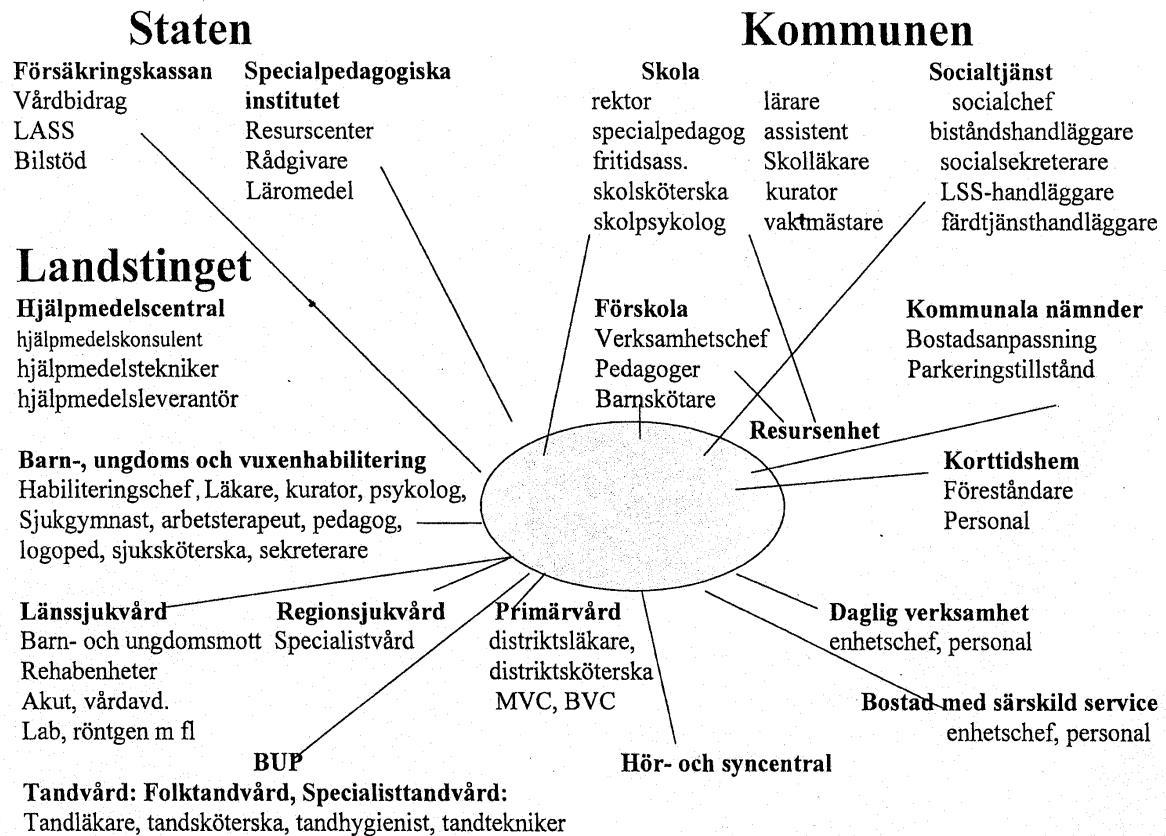 Staten
Försäkringskassan
Vårdbidrag
LASS
Bilstöd
Specialpedagogiska
institutet
Resurscenter
Rådgivare
Läromedel
Kommunen
Skola
rektor
specialpedagog
fritidsass.
skolsköterska
skolpsykolog
lärare
assistent
Skolläkare
kurator
vaktmästare
Socialtjänst
socialchef
biståndshandläggare
socialsekreterare
LSS-handläggare
färdtjänsthandläggare
Landstinget
Hjälpmedelscentral
hjälpmedelskonsulent
hjälpmedelstekniker
hjälpmedelsleverantör
Förskola
Verksamhetschef
Pedagoger
Barnskötare
Kommunala nämnder
Bostadsanpassning
Parkeringstillstånd
Resursenhet
Barn-, ungdoms och vuxenhabilitering
Habiliteringschef, Läkare, kurator, psykolog,
Sjukgymnast, arbetsterapeut, pedagog,
logoped, sjuksköterska, sekreterare
Korttidshem
Föreståndare
Personal
Länssjukvård
Barn- och ungdomsmott
Rehabenheter
Akut, vårdavd.
Lab, röntgen m fl
Regionsjukvård
Specialistvård
Primärvård
distriktsläkare,
distriktsköterska
MVC, BVC
Daglig verksamhet
enhetschef, personal
Bostad med särskild service
enhetschef, personal
BUP
Hör- och syncentral
Tandvård: Folktandvård, Specialisttandvård:
Tandläkare, tandsköterska, tandhygienist, tandtekniker